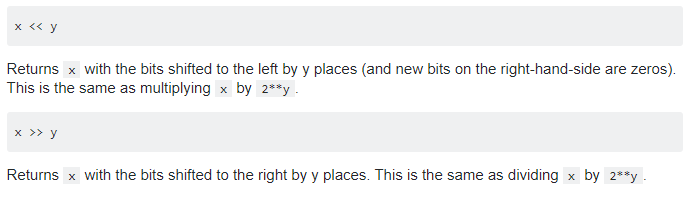 x << y
Returns x with the bits shifted to the left by y places (and new bits on the right-hand-side are zeros).
This is the same as multiplying x by 2**y .
x >> y
Returns x with the bits shifted to the right by y places. This is the same as dividing x by 2**y .